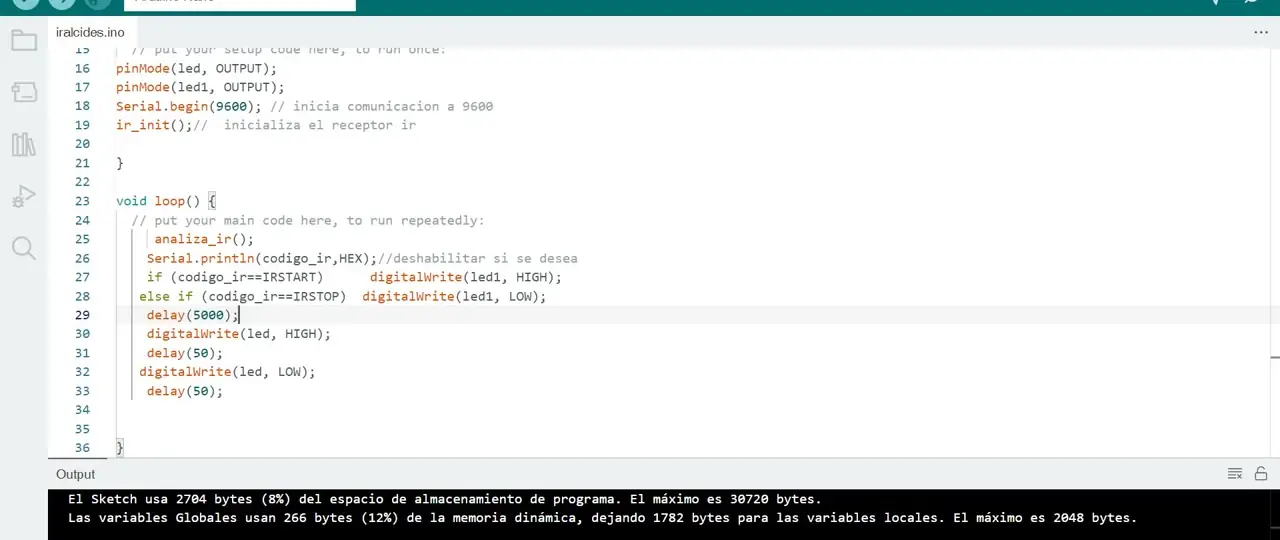 iralcides.ino
15 // put your setup code here, to run once:
16 pinMode(led, OUTPUT);
17 pinMode(led1, OUTPUT);
18 Serial.begin(9600); // inicia comunicacion a 9600
19 ir_init();//  inicializa el receptor ir
20
21 }
22
23 void loop() {
24 // put your main code here, to run repeatedly:
25 analiza_ir();
26 Serial.println(codigo_ir,HEX);//deshabilitar si se desea
27 if (codigo_ir==IRSTART)      digitalWrite(led1, HIGH);
28 else if (codigo_ir==IRSTOP)  digitalWrite(led1, LOW);
29 delay(5000);
30 digitalWrite(led, HIGH);
31 delay(50);
32 digitalWrite(led, LOW);
33 delay(50);
34
35
36 }
Output
El Sketch usa 2704 bytes (8%) del espacio de almacenamiento de programa. El máximo es 30720 bytes.
Las variables Globales usan 266 bytes (12%) de la memoria dinámica, dejando 1782 bytes para las variables locales. El máximo es 2048 bytes.